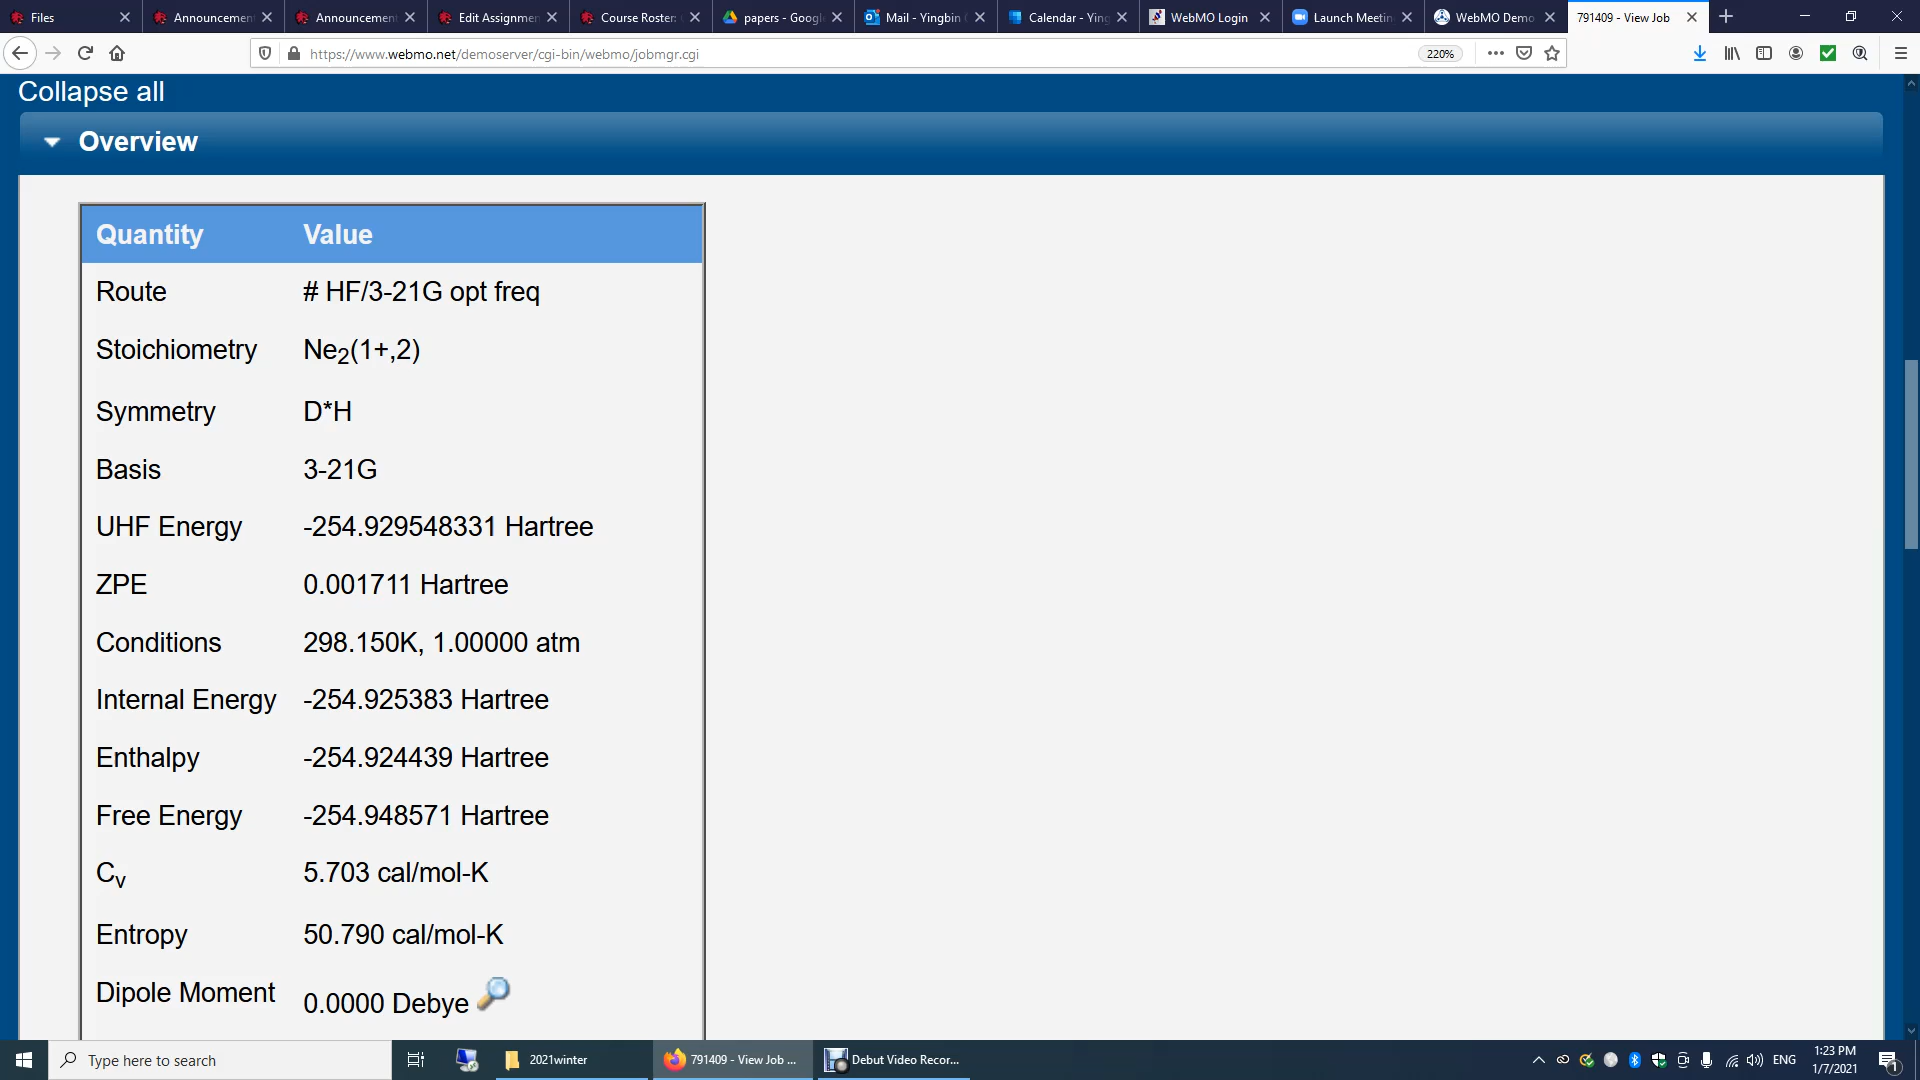 Files
Announcemen
Announcement
Edit Assignmen
Course Roster:
papers - Google
Mail - Yingbin
Calendar - Ying
WebMO Login
Launch Meetin
WebMO Demo
791409 - View Job
https://www.webmo.net/demoserver/cgi-bin/webmo/jobmgr.cgi
220%
Collapse all
Overview
Quantity Value
Route # HF/3-21G opt freq
Stoichiometry Ne2(1+,2)
Symmetry D*H
Basis 3-21G
UHF Energy -254.929548331 Hartree
ZPE 0.001711 Hartree
Conditions 298.150K, 1.00000 atm
Internal Energy -254.925383 Hartree
Enthalpy -254.924439 Hartree
Free Energy -254.948571 Hartree
Cv 5.703 cal/mol-K
Entropy 50.790 cal/mol-K
Dipole Moment 0.0000 Debye
Type here to search
2021winter
791409 - View Job ...
Debut Video Recor...
ENG
1:23 PM
1/7/2021
1